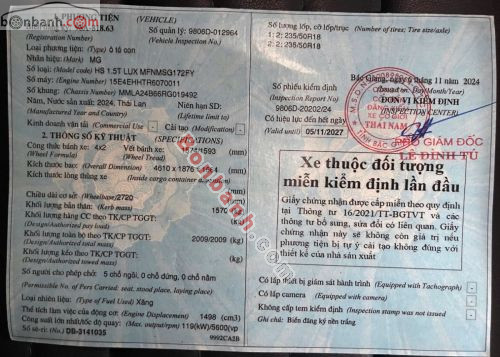 Bonbanh.com
TIỆN (VEHICLE)
8.63
Số quản lý: 9806D-012964
(Registration Number)
(Vehicle Inspection No.)
Loại phương tiện: (Type) Ô tô con
Nhãn hiệu: (Mark) MG
Số loại: (Model code) HS 1.5T LUX MFNMSG172FY
Số máy: (Engine Number) 15E4EHHTR6070011
Số khung: (Chassis Number) MMLA24B66RG019492
Năm, Nước sản xuất: 2024, Thái Lan
Niên hạn SD:
(Manufactured Year and Country)
(Lifetime limit to)
Kinh doanh vận tải (Commercial Use)
Cải tạo (Modification)
2. THÔNG SỐ KỸ THUẬT (SPECIFICATIONS)
Công thức bánh xe: 4x2
Vết bánh xe: /1593 (mm)
(Wheel Formula)
(Wheel Tread)
Kích thước bao: (Overall Dimension) 4610 x 1876
(mm)
Kích thước lòng thùng xe
(mm)
(Inside cargo container dimension)
Chiều dài cơ sở: (Wheelbase) 2720 (mm)
Khối lượng bản thân: (Kerb mass) 1570 (kg)
Khối lượng hàng CC theo TK/CP TGGT:
(Design/Authorized pay load)
Khối lượng toàn bộ theo TK/CP TGGT: 2009/2009 (kg)
(Design/Authorized total mass)
Khối lượng kéo theo TK/CP TGGT:
(Design/Authorized towed mass)
Số người cho phép chở: 5 chỗ ngồi, 0 chỗ đứng, 0 chỗ nằm
(Permissible No. of Pers Carried: seat, stood place, laying place)
Loại nhiên liệu: (Type of Fuel Used) Xăng
Thể tích làm việc của động cơ: (Engine Displacement) 1498 (cm3)
Công suất lớn nhất/tốc độ quay: (Max. output/rpm) 119(kW)/5600vph
Số sê-ri: (No.) DB-3141035
9992CA2B
Số lượng lốp, cỡ lốp/trục (Number of tires; Tire size/axle)
1: 2; 235/50R18
2: 2; 235/50R18
Số phiếu kiểm định
(Inspection Report No)
9806D-20202/24
Có hiệu lực đến hết ngày
(Valid until) 05/11/2027
Bắc Giang, ngày 6 tháng 11 năm 2024
(Issued on: Day/Month/Year)
ĐƠN VỊ KIỂM ĐỊNH
(INSPECTION CENTER)
PHÓ GIÁM ĐỐC
LÊ ĐÌNH TÚ
Xe thuộc đối tượng
miễn kiểm định lần đầu
Giấy chứng nhận được cấp miễn theo quy định
tại Thông tư 16/2021/TT-BGTVT và các
thông tư bổ sung, sửa đổi có liên quan. Giấy
chứng nhận này sẽ không còn giá trị nếu
phương tiện bị tự ý cải tạo không đúng với
thiết kế của nhà sản xuất
Có lắp thiết bị giám sát hành trình (Equipped with Tachograph)
Có lắp camera (Equipped with camera)
Không cấp tem kiểm định (Inspection stamp was not issued)
Ghi chú: Biển đăng ký nền trắng.
Bonbanh.com